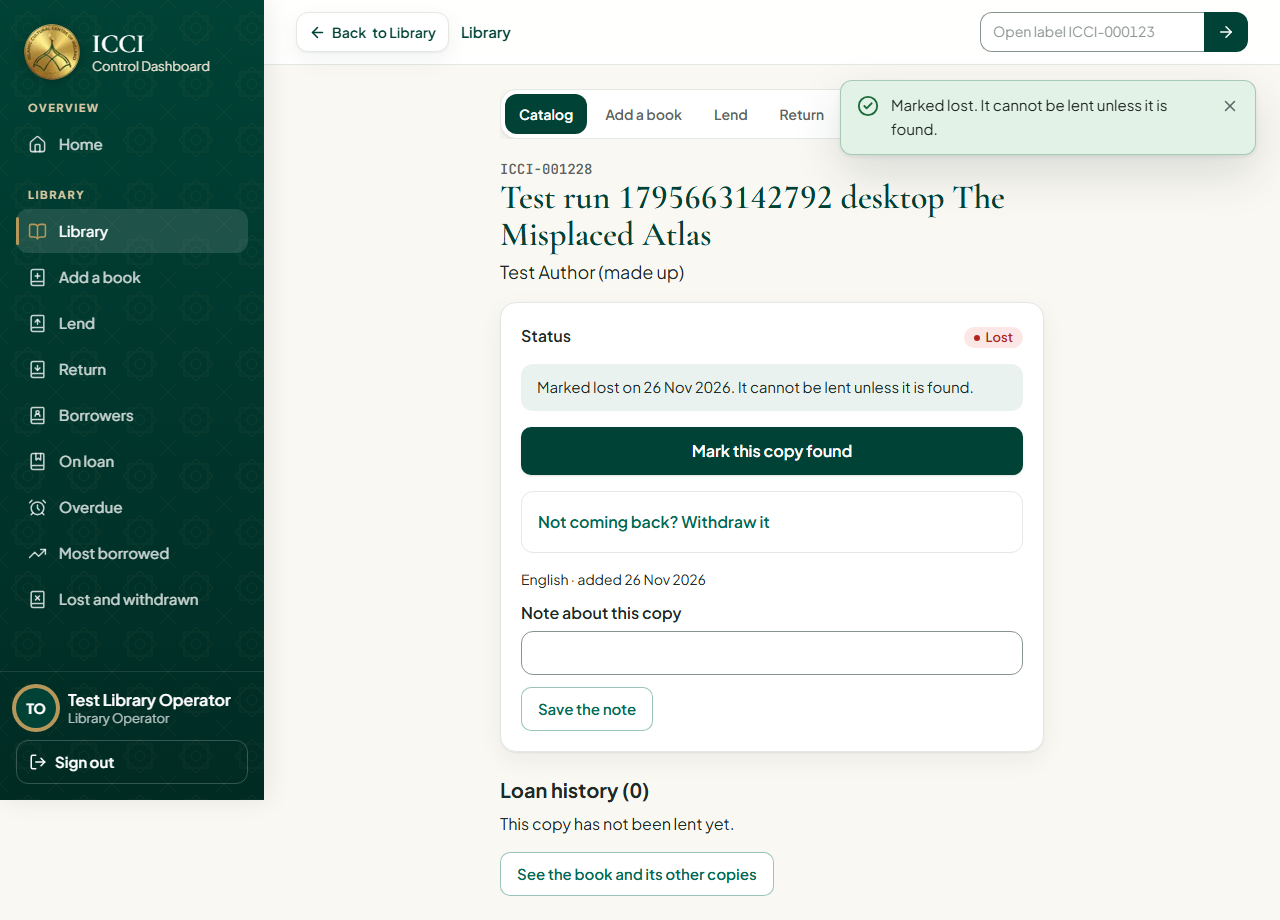 ICCI
Control Dashboard
OVERVIEW
Home
LIBRARY
Library
Add a book
Lend
Return
Borrowers
On loan
Overdue
Most borrowed
Lost and withdrawn
TO
Test Library Operator
Library Operator
Sign out
Back to Library
Library
Open label ICCI-000123
Catalog
Add a book
Lend
Return
Marked lost. It cannot be lent unless it is
found.
ICCI-001228
Test run 1795663142792 desktop The
Misplaced Atlas
Test Author (made up)
Status
Lost
Marked lost on 26 Nov 2026. It cannot be lent unless it is found.
Mark this copy found
Not coming back? Withdraw it
English · added 26 Nov 2026
Note about this copy
Save the note
Loan history (0)
This copy has not been lent yet.
See the book and its other copies